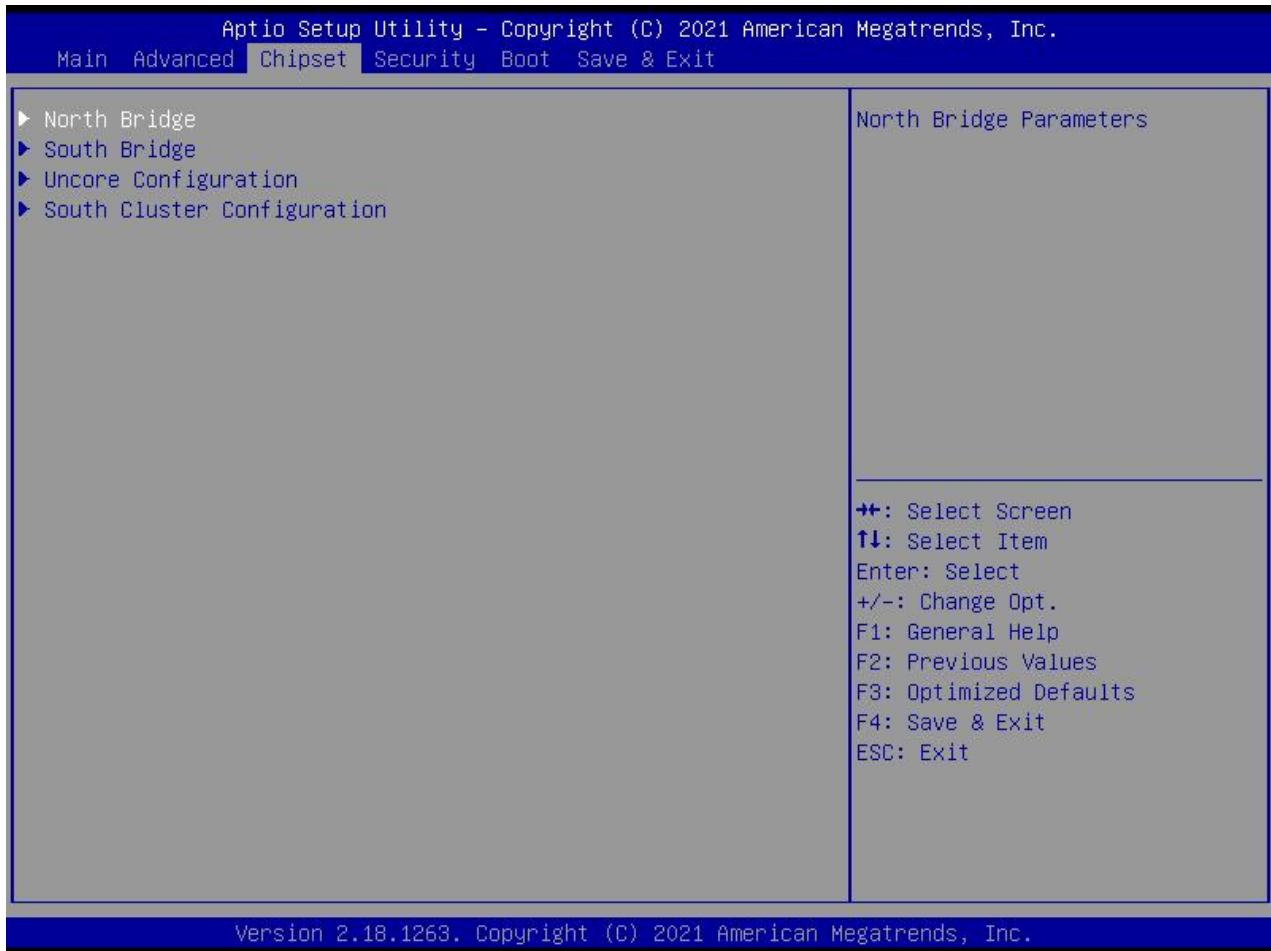 Aptio Setup Utility – Copyright (C) 2021 American Megatrends, Inc.
Main Advanced Chipset Security Boot Save & Exit
▶ North Bridge
▶ South Bridge
▶ Uncore Configuration
▶ South Cluster Configuration
North Bridge Parameters
→←: Select Screen
↑↓: Select Item
Enter: Select
+/-: Change Opt.
F1: General Help
F2: Previous Values
F3: Optimized Defaults
F4: Save & Exit
ESC: Exit
Version 2.18.1263. Copyright (C) 2021 American Megatrends, Inc.